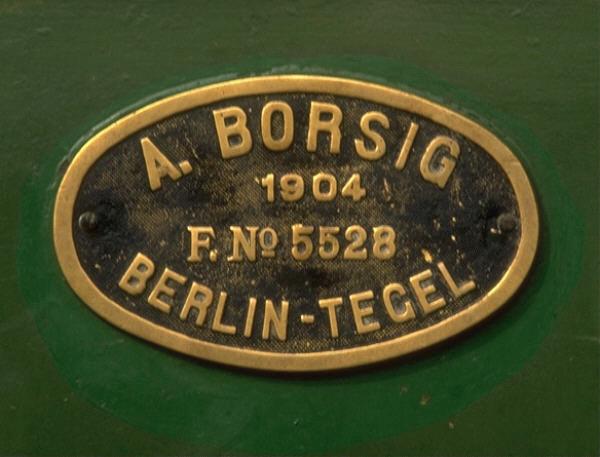 A. BORSIG
1904
F. Nº 5528
BERLIN-TEGEL